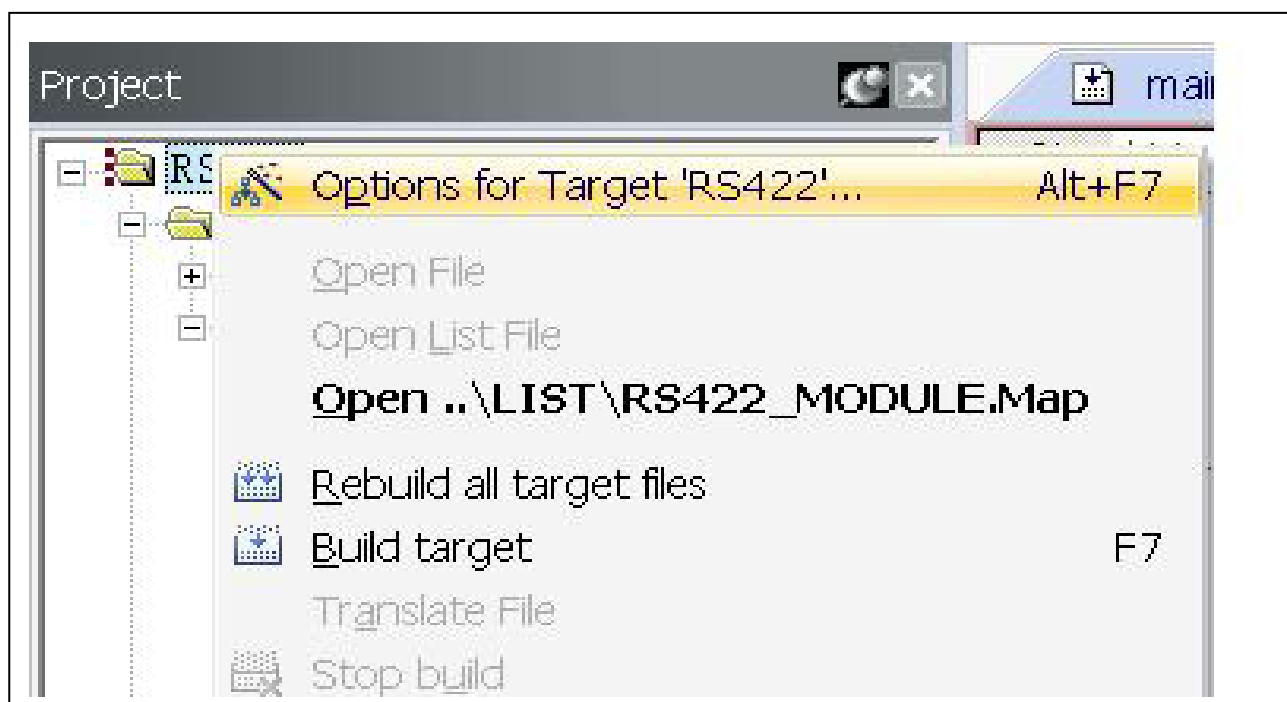 Project
mai
RS
Options for Target 'RS422'... Alt+F7
Open File
Open List File
Open ..\LIST\RS422_MODULE.Map
Rebuild all target files
Build target F7
Translate File
Stop build